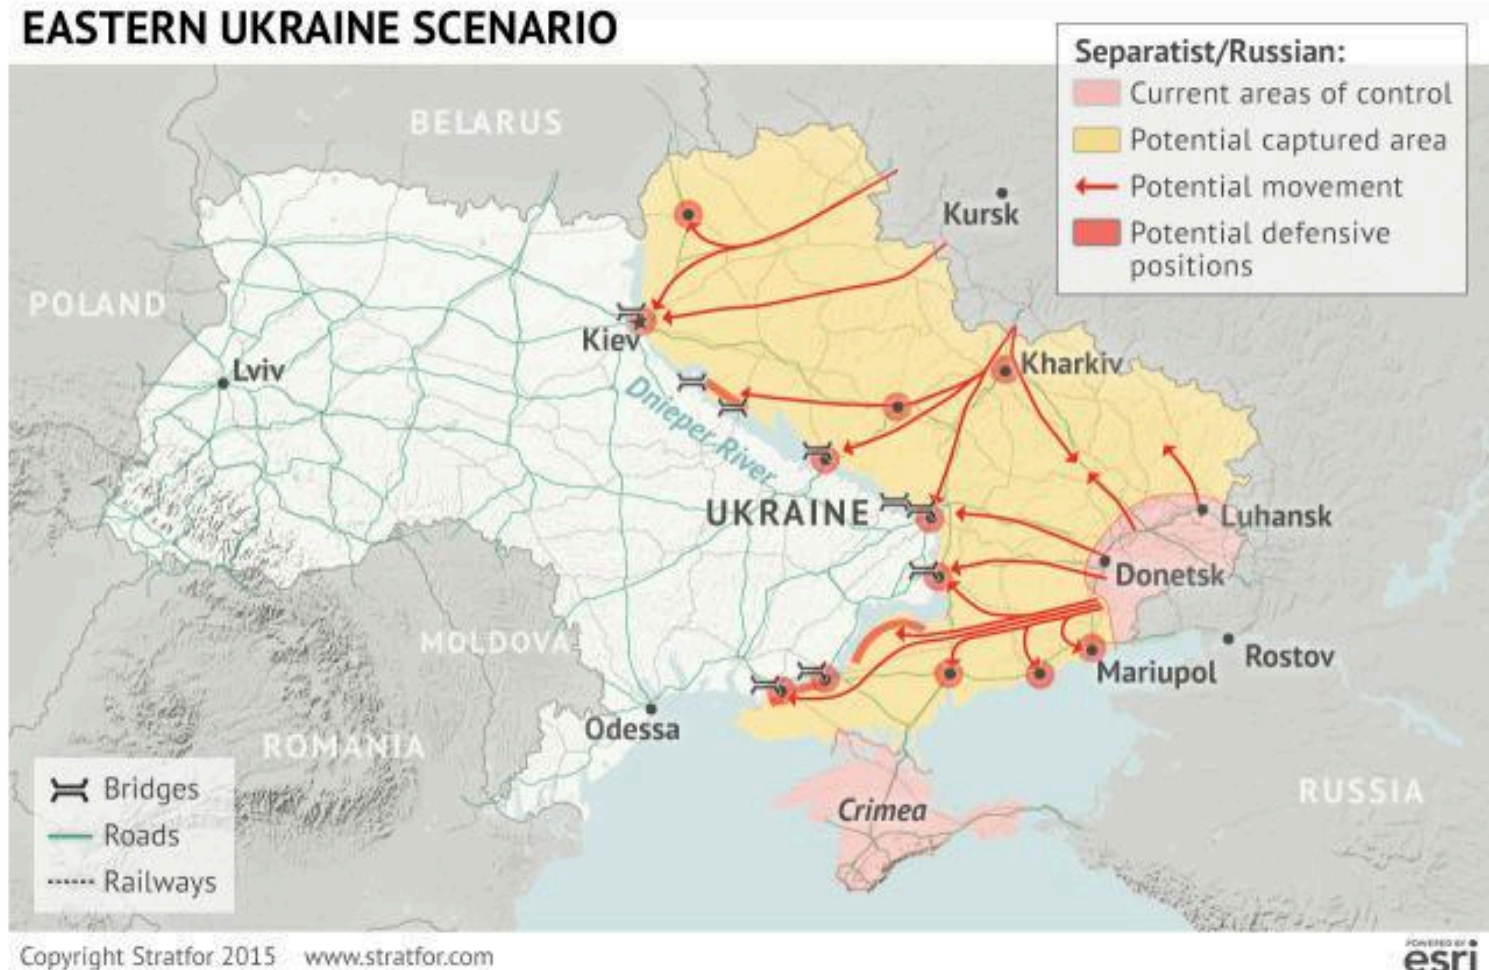 EASTERN UKRAINE SCENARIO
Separatist/Russian:
Current areas of control
Potential captured area
Potential movement
Potential defensive
positions
BELARUS
Kursk
POLAND
Kiev
Lviv
Kharkiv
Dnieper River
UKRAINE
Luhansk
Donetsk
MOLDOVA
Rostov
Mariupol
Odessa
ROMANIA
RUSSIA
Crimea
Bridges
Roads
Railways
Copyright Stratfor 2015 www.stratfor.com
POWERED BY
esri